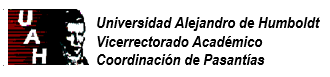 UAH
Universidad Alejandro de Humboldt
Vicerrectorado Académico
Coordinación de Pasantías